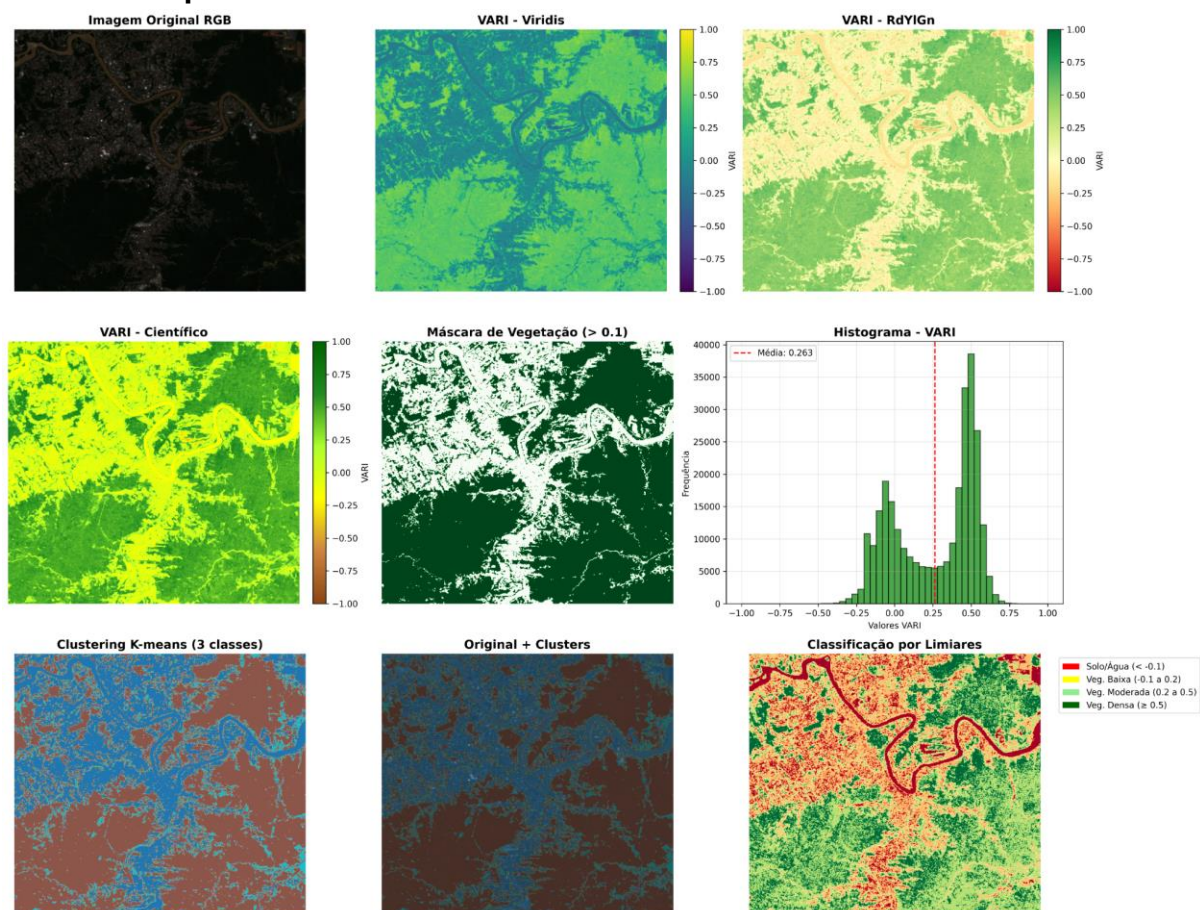 Imagem Original RGB
VARI - Viridis
VARI - RdYlGn
1.00
0.75
0.50
0.25
0.00
−0.25
−0.50
−0.75
−1.00
VARI
1.00
0.75
0.50
0.25
0.00
−0.25
−0.50
−0.75
−1.00
VARI
VARI - Científico
Máscara de Vegetação (> 0.1)
Histograma - VARI
1.00
0.75
0.50
0.25
0.00
−0.25
−0.50
−0.75
−1.00
VARI
Média: 0.263
40000
35000
30000
25000
20000
15000
10000
5000
0
Frequência
−1.00 −0.75 −0.50 −0.25 0.00 0.25 0.50 0.75 1.00
Valores VARI
Clustering K-means (3 classes)
Original + Clusters
Classificação por Limiares
Solo/Água (< -0.1)
Veg. Baixa (-0.1 a 0.2)
Veg. Moderada (0.2 a 0.5)
Veg. Densa (≥ 0.5)